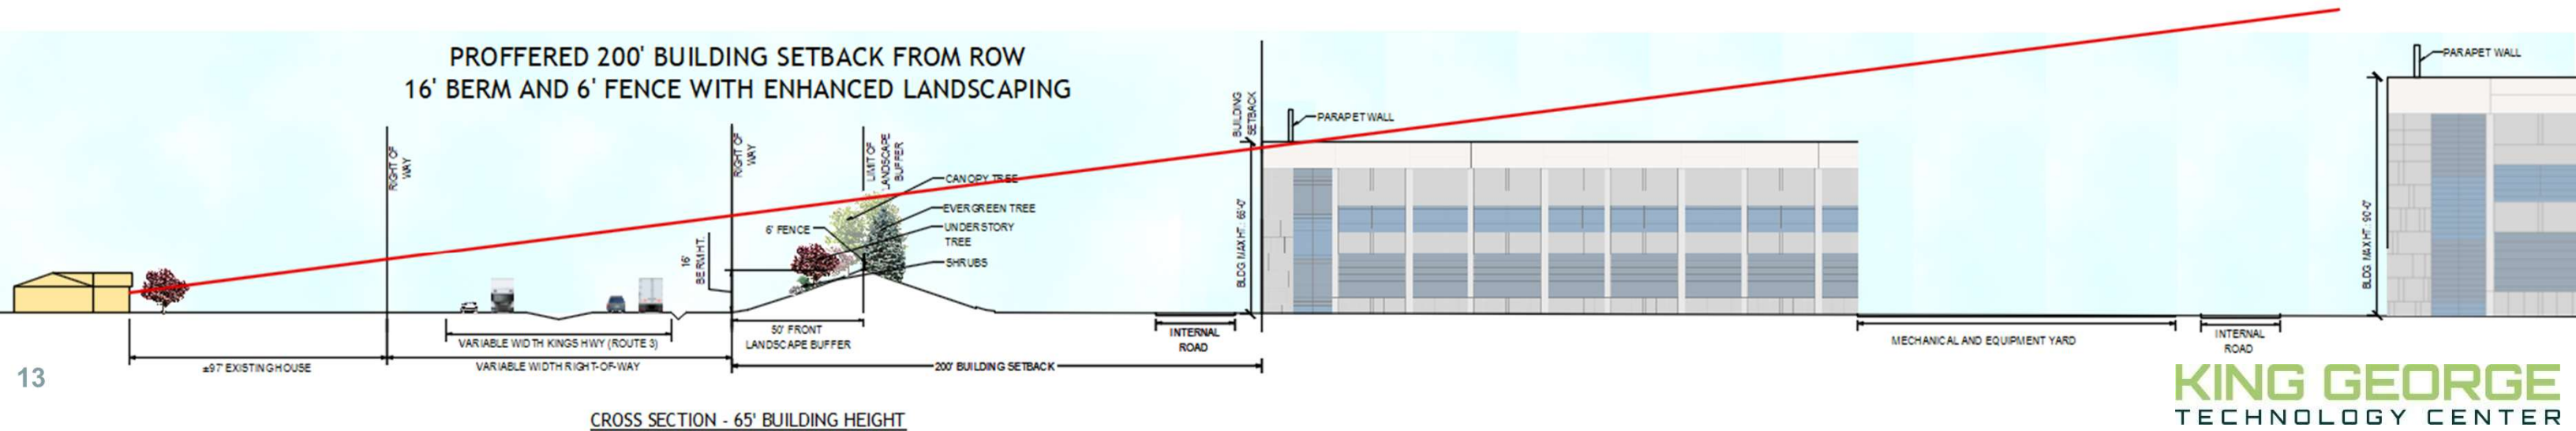 PROFFERED 200' BUILDING SETBACK FROM ROW
16' BERM AND 6' FENCE WITH ENHANCED LANDSCAPING
RIGHT OF
WAY
RIGHT OF
WAY
LIMIT OF
LANDSCAPE
BUFFER
CANOPY TREE
EVERGREEN TREE
UNDERSTORY
TREE
SHRUBS
6' FENCE
16'
BERM HT.
BUILDING
SETBACK
PARAPET WALL
BLDG MAX HT: 65'-0"
PARAPET WALL
BLDG MAX HT: 90'-0"
VARIABLE WIDTH KINGS HWY (ROUTE 3)
50' FRONT
LANDSCAPE BUFFER
INTERNAL
ROAD
MECHANICAL AND EQUIPMENT YARD
INTERNAL
ROAD
±97' EXISTING HOUSE
VARIABLE WIDTH RIGHT-OF-WAY
200' BUILDING SETBACK
13
CROSS SECTION - 65' BUILDING HEIGHT
KING GEORGE
TECHNOLOGY CENTER